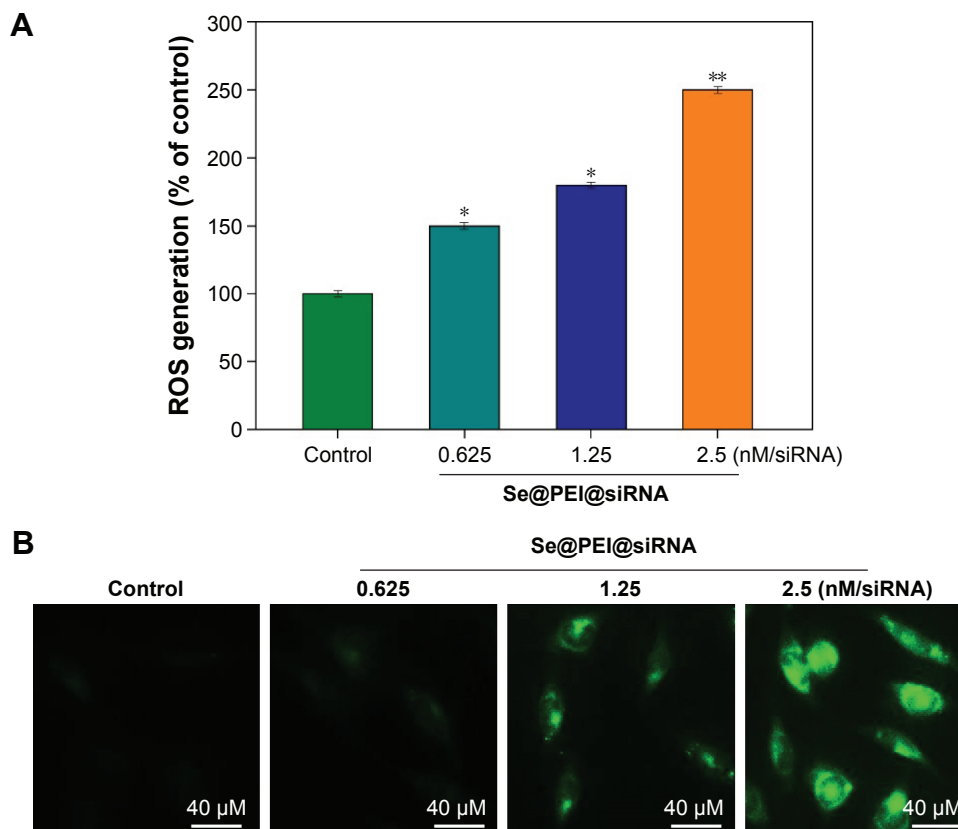 A
ROS generation (% of control)
300
250
200
150
100
50
0
*
*
**
Control 0.625 1.25 2.5 (nM/siRNA)
Se@PEI@siRNA
B
Se@PEI@siRNA
Control 0.625 1.25 2.5 (nM/siRNA)
40 µM 40 µM 40 µM 40 µM